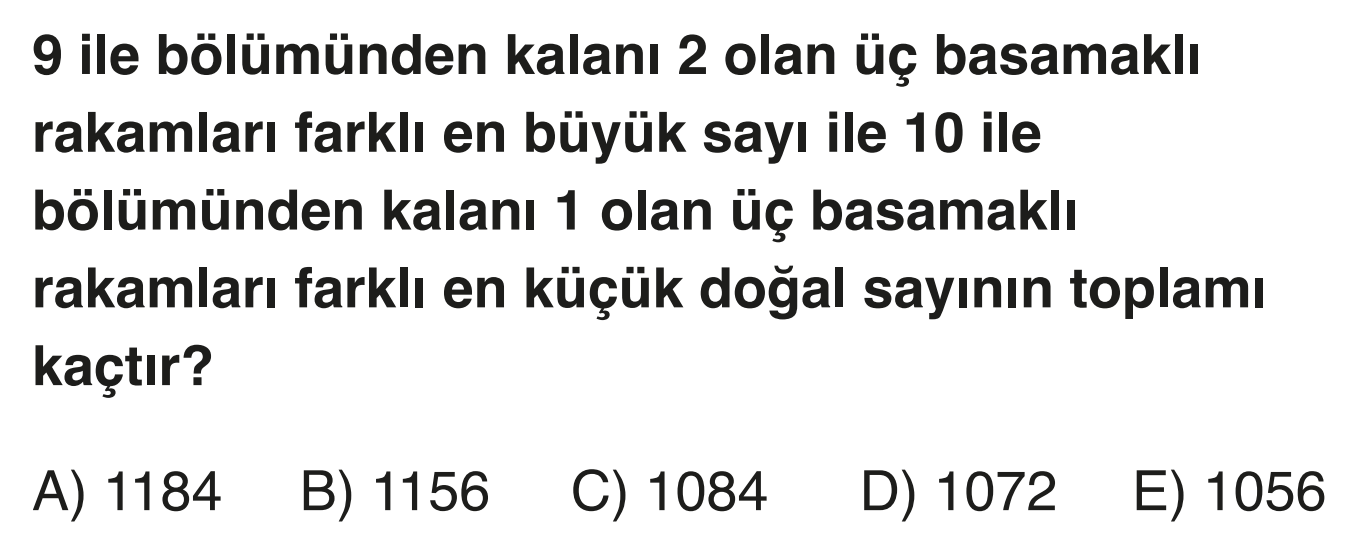 9 ile bölümünden kalanı 2 olan üç basamaklı
rakamları farklı en büyük sayı ile 10 ile
bölümünden kalanı 1 olan üç basamaklı
rakamları farklı en küçük doğal sayının toplamı
kaçtır?
A) 1184 B) 1156 C) 1084 D) 1072 E) 1056